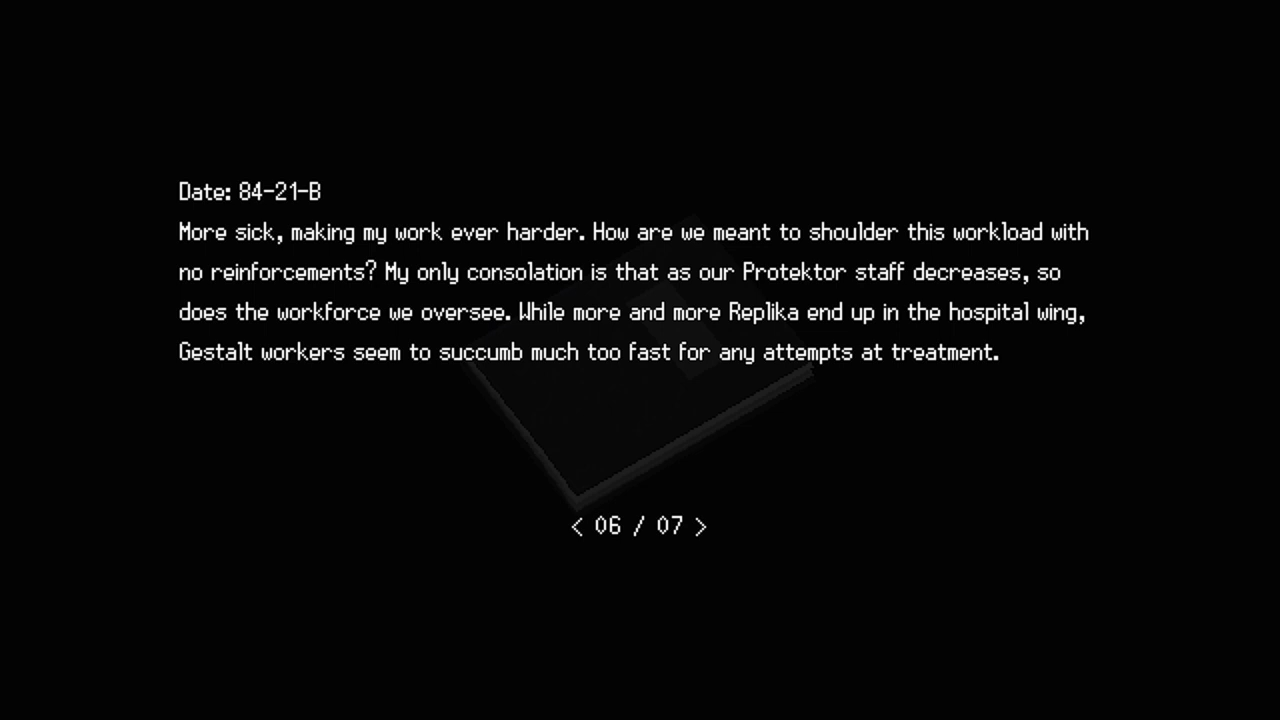 Date: 84-21-B
More sick, making my work ever harder. How are we meant to shoulder this workload with
no reinforcements? My only consolation is that as our Protektor staff decreases, so
does the workforce we oversee. While more and more Replika end up in the hospital wing,
Gestalt workers seem to succumb much too fast for any attempts at treatment.
< 06 / 07 >